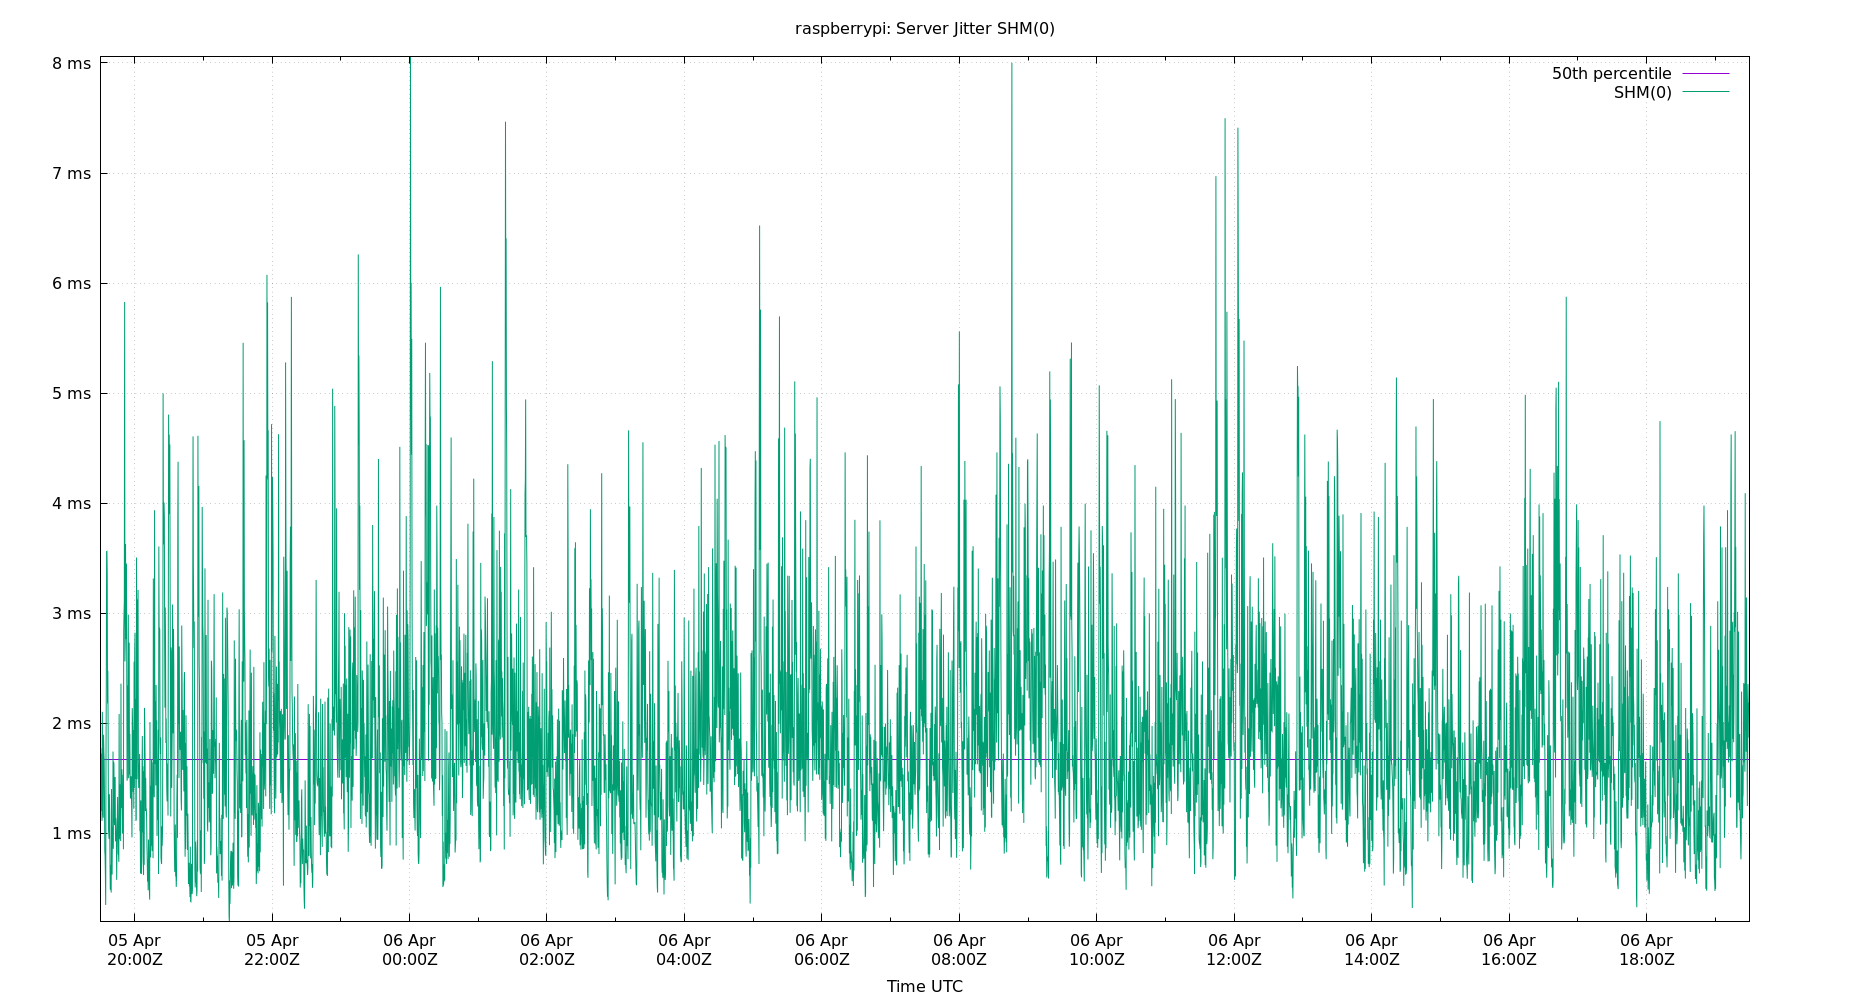 raspberrypi: Server Jitter SHM(0)
8 ms
50th percentile
SHM(0)
7 ms
6 ms
5 ms
4 ms
3 ms
2 ms
1 ms
05 Apr 05 Apr 06 Apr 06 Apr 06 Apr 06 Apr 06 Apr 06 Apr 06 Apr 06 Apr 06 Apr 06 Apr
20:00Z 22:00Z 00:00Z 02:00Z 04:00Z 06:00Z 08:00Z 10:00Z 12:00Z 14:00Z 16:00Z 18:00Z
Time UTC